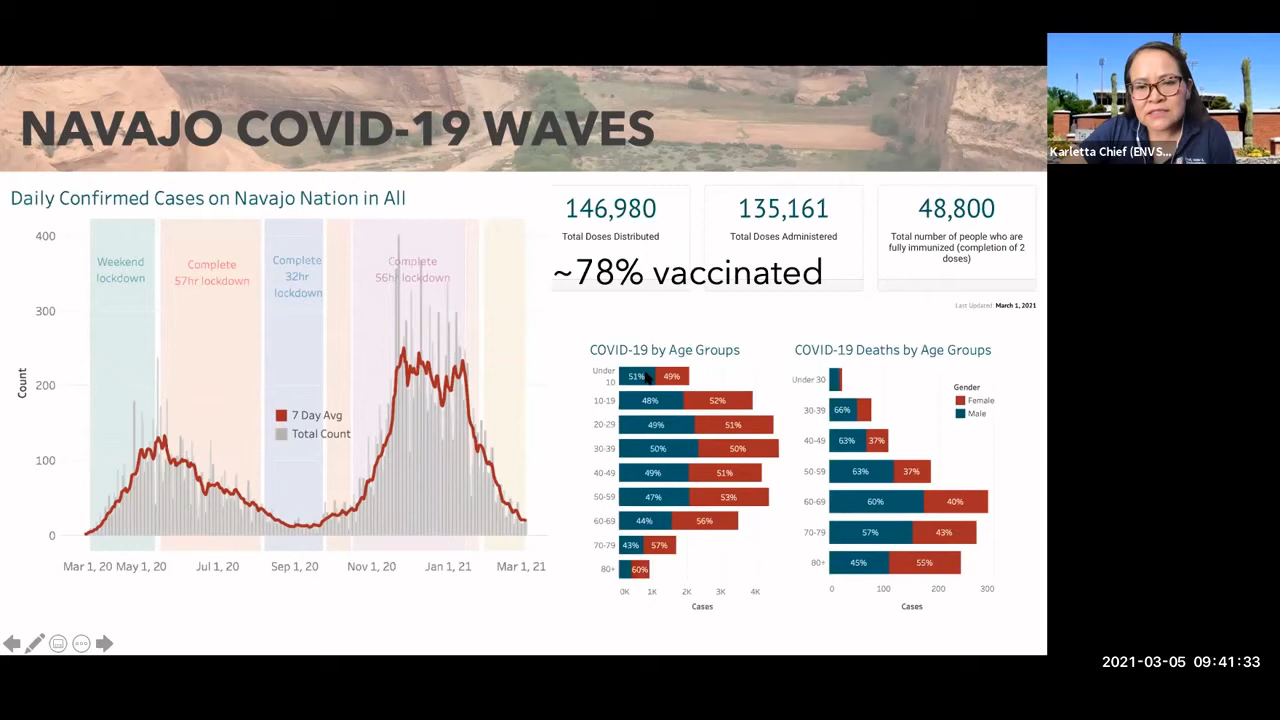 NAVAJO COVID-19 WAVES
Karletta Chief (ENVS...
Daily Confirmed Cases on Navajo Nation in All
Weekend
lockdown
Complete
57hr lockdown
Complete
32hr
lockdown
Complete
56hr lockdown
400
300
200
100
0
Count
7 Day Avg
Total Count
Mar 1, 20
May 1, 20
Jul 1, 20
Sep 1, 20
Nov 1, 20
Jan 1, 21
Mar 1, 21
146,980
Total Doses Distributed
135,161
Total Doses Administered
48,800
Total number of people who are
fully immunized (completion of 2
doses)
~78% vaccinated
Last Updated: March 1, 2021
COVID-19 by Age Groups
Under
10
51% 49%
10-19 48% 52%
20-29 49% 51%
30-39 50% 50%
40-49 49% 51%
50-59 47% 53%
60-69 44% 56%
70-79 43% 57%
80+ 60%
0K 1K 2K 3K 4K
Cases
COVID-19 Deaths by Age Groups
Gender
Female
Male
Under 30
30-39 66%
40-49 63% 37%
50-59 63% 37%
60-69 60% 40%
70-79 57% 43%
80+ 45% 55%
0 100 200 300
Cases
2021-03-05 09:41:33